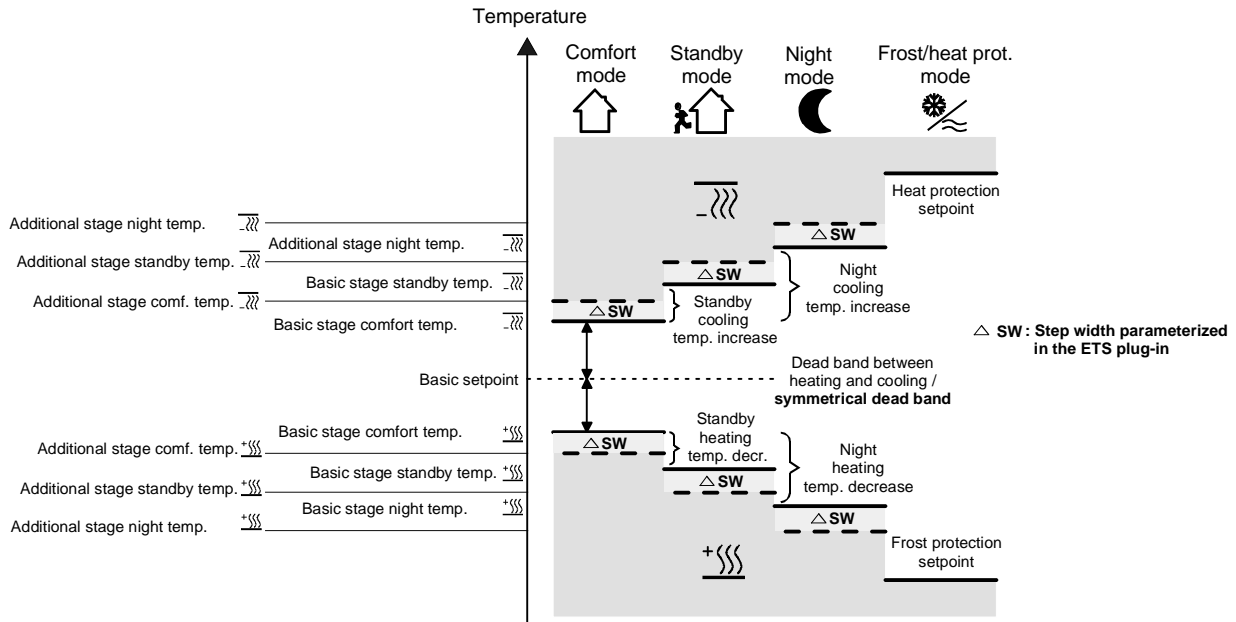 Temperature
Comfort
mode
Standby
mode
Night
mode
Frost/heat prot.
mode
Heat protection
setpoint
Additional stage night temp.
Additional stage night temp.
Additional stage standby temp.
Basic stage standby temp.
Additional stage comf. temp.
Basic stage comfort temp.
△ SW
△ SW
△ SW
Night
cooling
temp. increase
Standby
cooling
temp. increase
△ SW : Step width parameterized
in the ETS plug-in
Basic setpoint
Dead band between
heating and cooling /
symmetrical dead band
Basic stage comfort temp.
Additional stage comf. temp.
Basic stage standby temp.
Additional stage standby temp.
Basic stage night temp.
Additional stage night temp.
△ SW
Standby
heating
temp. decr.
△ SW
Night
heating
temp. decrease
△ SW
Frost protection
setpoint